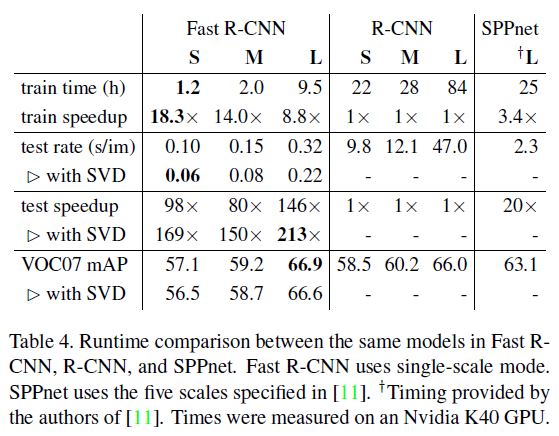 Fast R-CNN R-CNN SPPnet
S M L S M L †L
train time (h) 1.2 2.0 9.5 22 28 84 25
train speedup 18.3× 14.0× 8.8× 1× 1× 1× 3.4×
test rate (s/im) 0.10 0.15 0.32 9.8 12.1 47.0 2.3
▷ with SVD 0.06 0.08 0.22 - - - -
test speedup 98× 80× 146× 1× 1× 1× 20×
▷ with SVD 169× 150× 213× - - - -
VOC07 mAP 57.1 59.2 66.9 58.5 60.2 66.0 63.1
▷ with SVD 56.5 58.7 66.6 - - - -
Table 4. Runtime comparison between the same models in Fast R-
CNN, R-CNN, and SPPnet. Fast R-CNN uses single-scale mode.
SPPnet uses the five scales specified in [11]. †Timing provided by
the authors of [11]. Times were measured on an Nvidia K40 GPU.